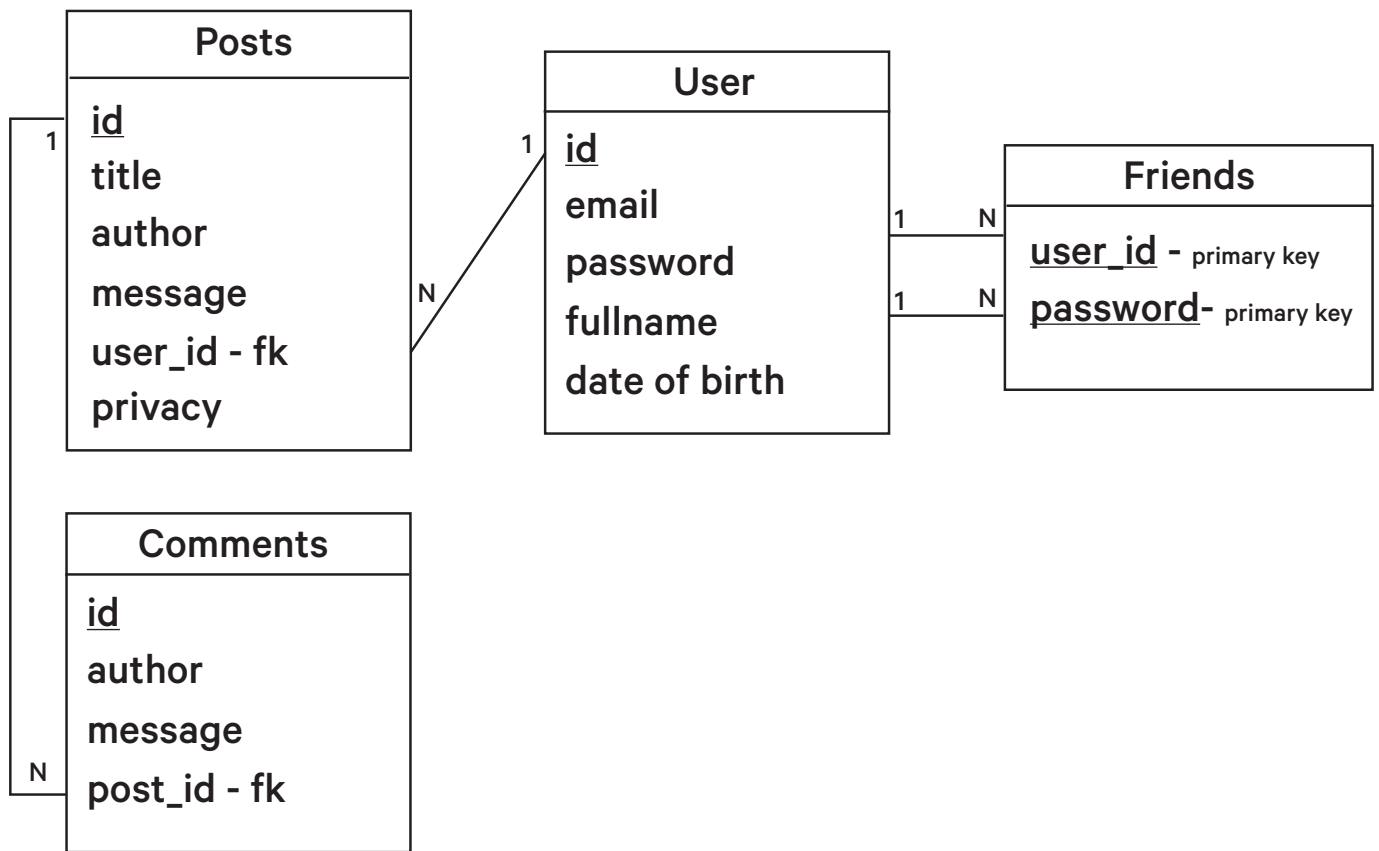 Posts
id
title
author
message
user_id - fk
privacy
1
N
1
User
id
email
password
fullname
date of birth
1 N
1 N
Friends
user_id - primary key
password- primary key
Comments
id
author
message
post_id - fk
N